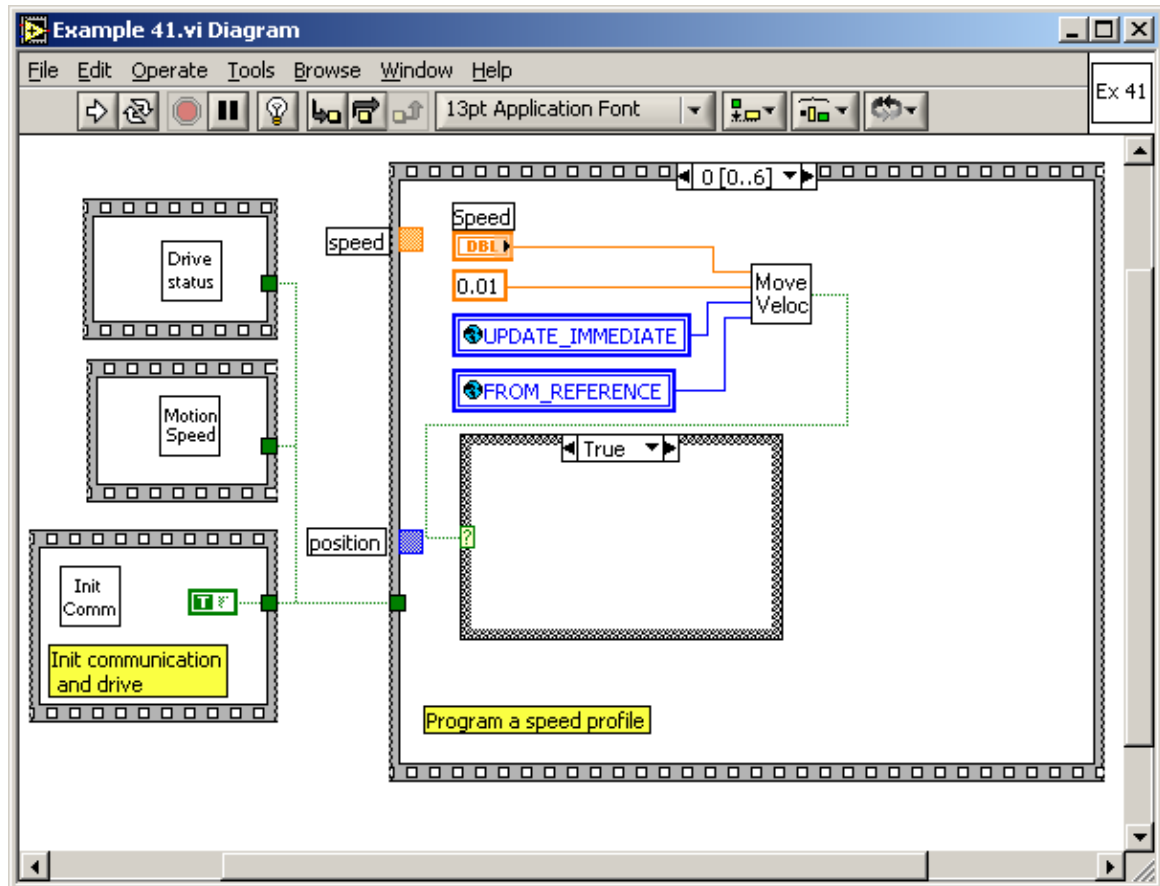 Example 41.vi Diagram
File Edit Operate Tools Browse Window Help
13pt Application Font
Ex 41
0 [0..6]
Drive
status
speed
Speed
DBL
0.01
Move
Veloc
UPDATE_IMMEDIATE
FROM_REFERENCE
Motion
Speed
True
?
position
Init
Comm
T
Init communication
and drive
Program a speed profile